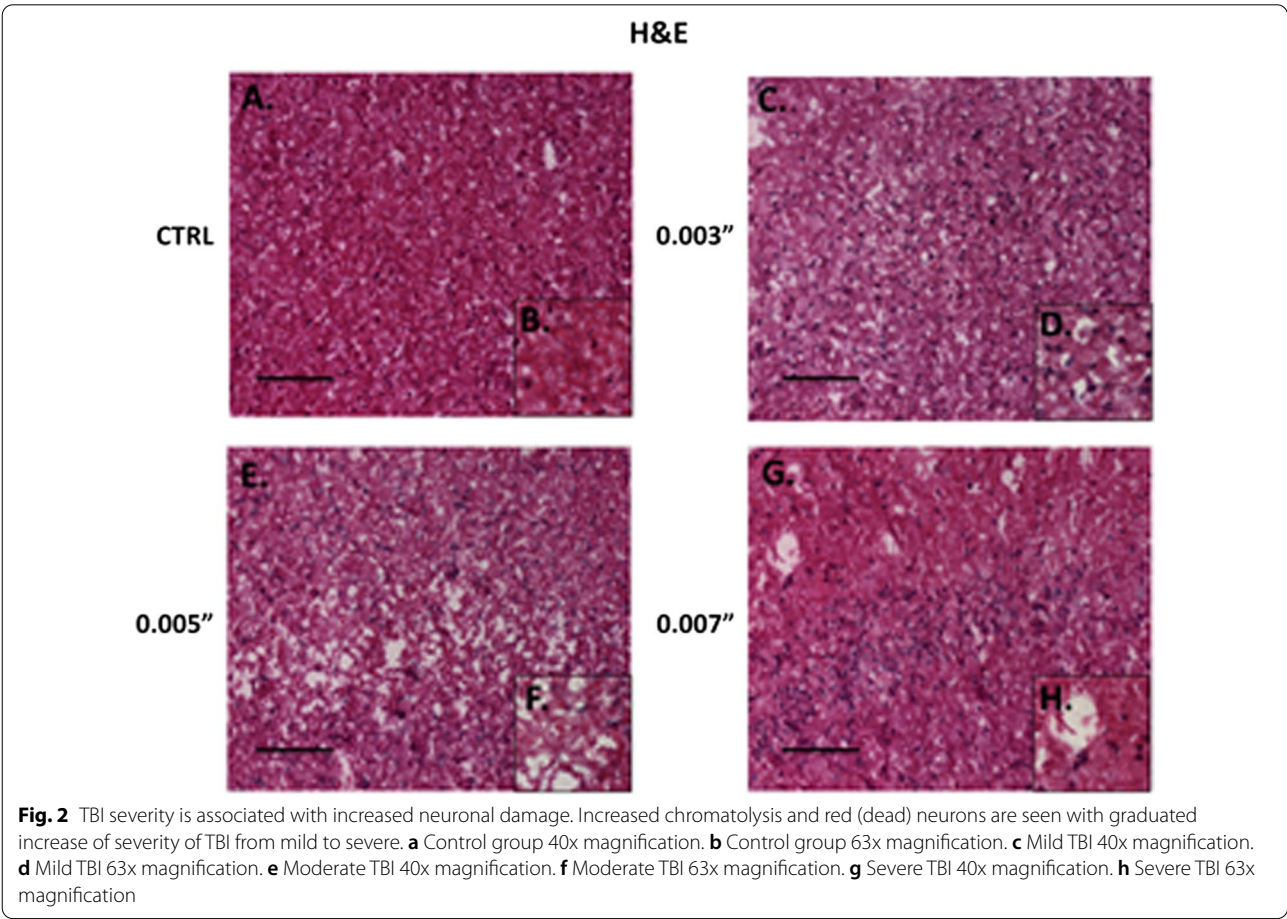 H&E
A.
C.
CTRL
0.003”
B.
D.
E.
G.
0.005”
0.007”
F.
H.
Fig. 2 TBI severity is associated with increased neuronal damage. Increased chromatolysis and red (dead) neurons are seen with graduated
increase of severity of TBI from mild to severe. a Control group 40x magnification. b Control group 63x magnification. c Mild TBI 40x magnification.
d Mild TBI 63x magnification. e Moderate TBI 40x magnification. f Moderate TBI 63x magnification. g Severe TBI 40x magnification. h Severe TBI 63x
magnification